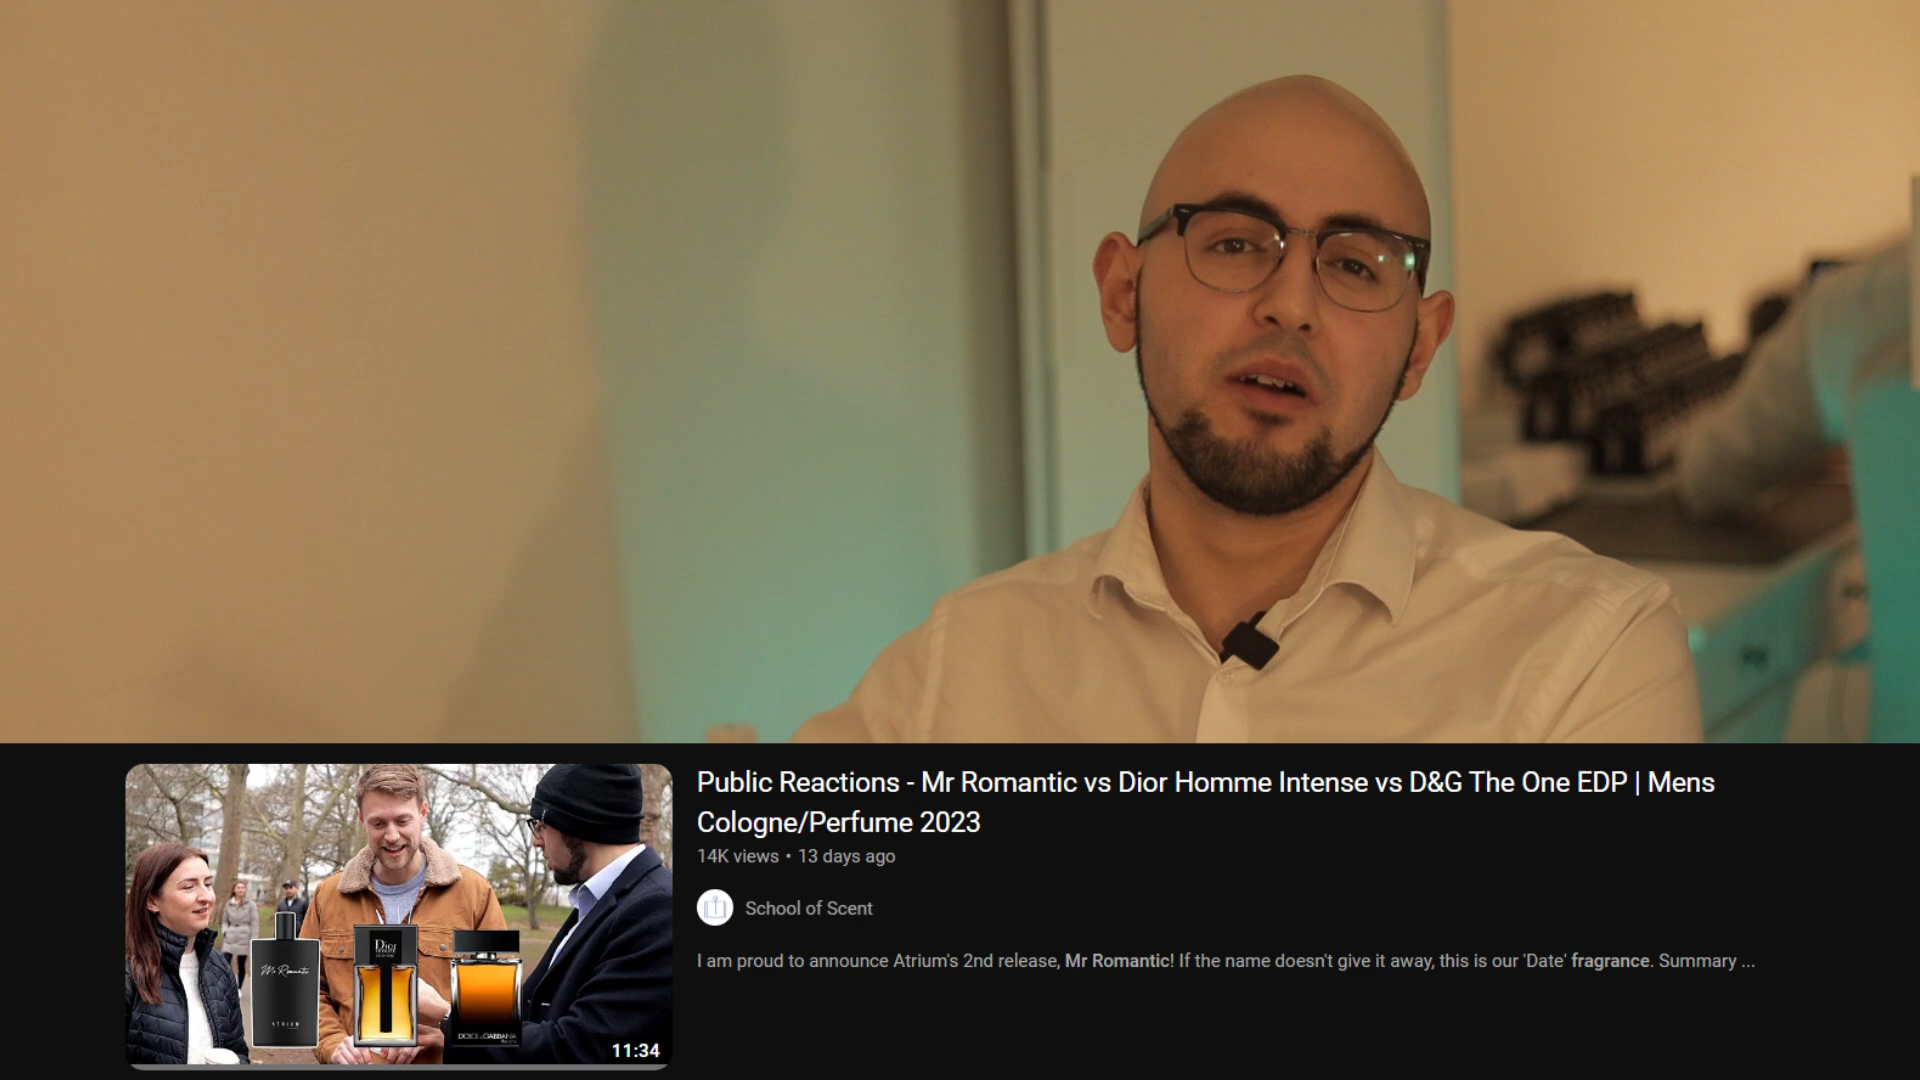 Public Reactions - Mr Romantic vs Dior Homme Intense vs D&G The One EDP | Mens
Cologne/Perfume 2023
14K views • 13 days ago
School of Scent
I am proud to announce Atrium's 2nd release, Mr Romantic! If the name doesn't give it away, this is our 'Date' fragrance. Summary ...
Mr Romantic
ATRIUM
Dior
DOLCE & GABBANA
11:34